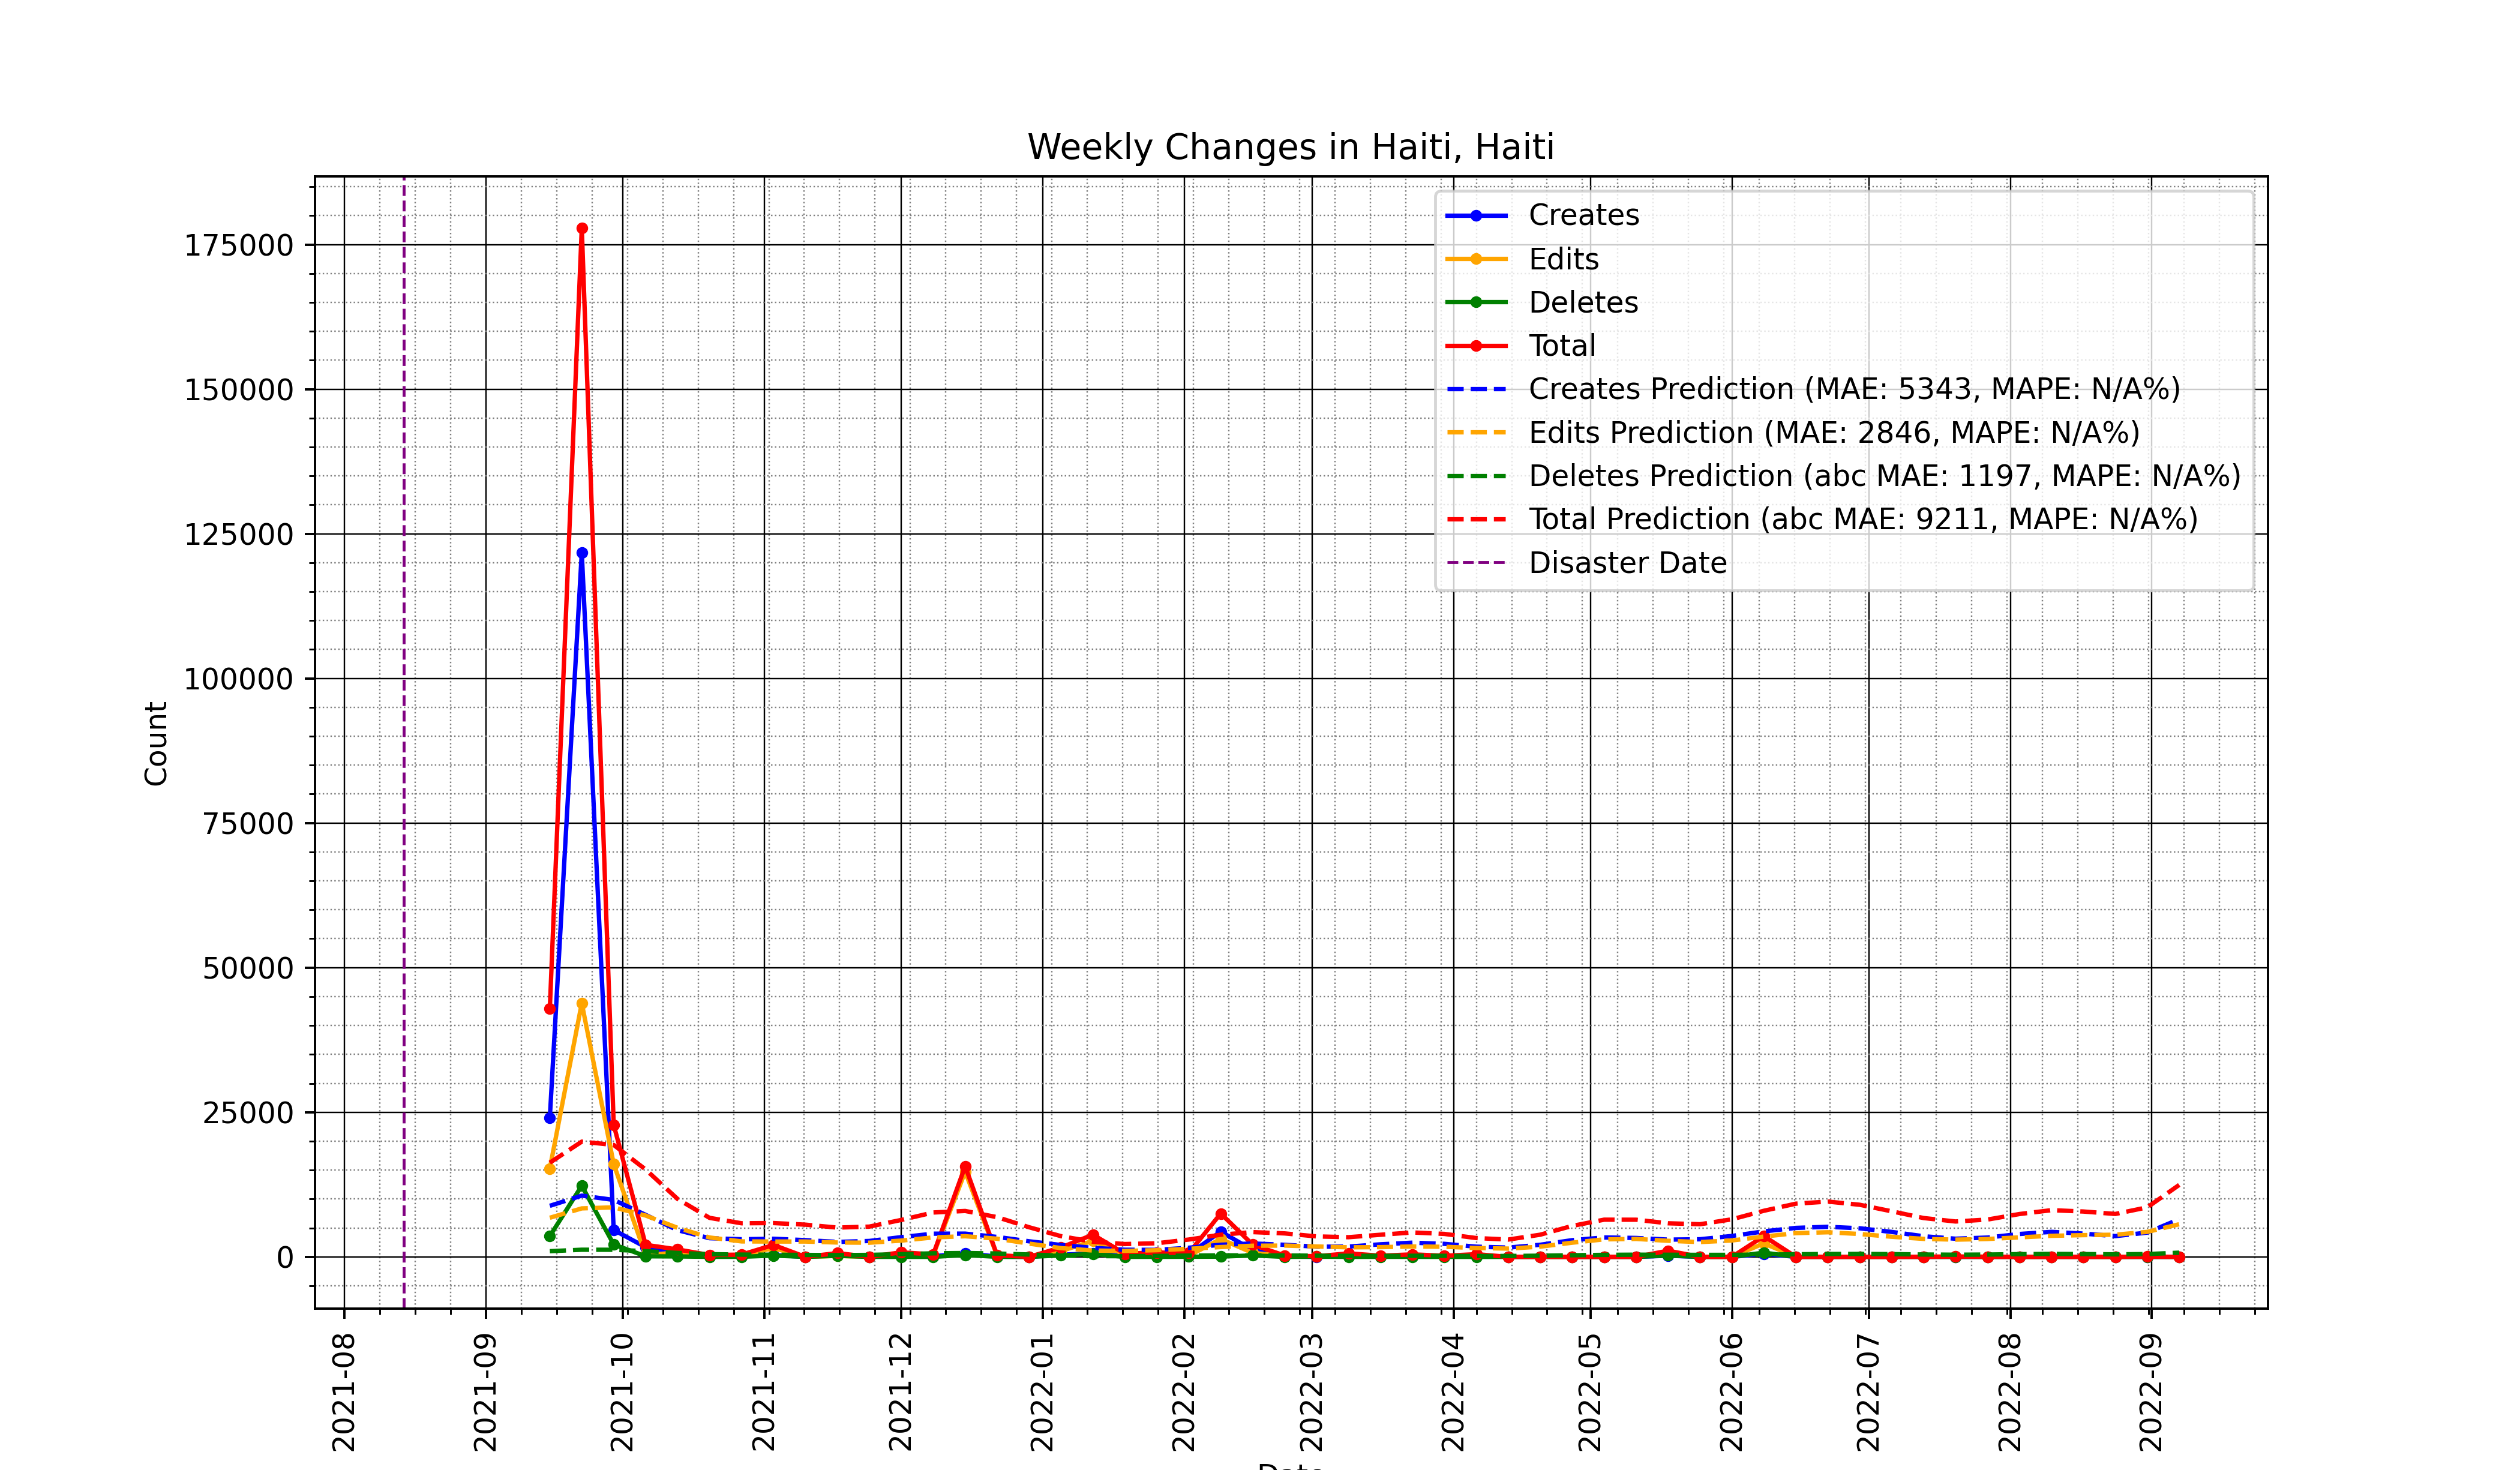 Weekly Changes in Haiti, Haiti
Creates
Edits
Deletes
Total
Creates Prediction (MAE: 5343, MAPE: N/A%)
Edits Prediction (MAE: 2846, MAPE: N/A%)
Deletes Prediction (abc MAE: 1197, MAPE: N/A%)
Total Prediction (abc MAE: 9211, MAPE: N/A%)
Disaster Date
175000
150000
125000
100000
75000
50000
25000
0
Count
2021-08
2021-09
2021-10
2021-11
2021-12
2022-01
2022-02
2022-03
2022-04
2022-05
2022-06
2022-07
2022-08
2022-09
Date